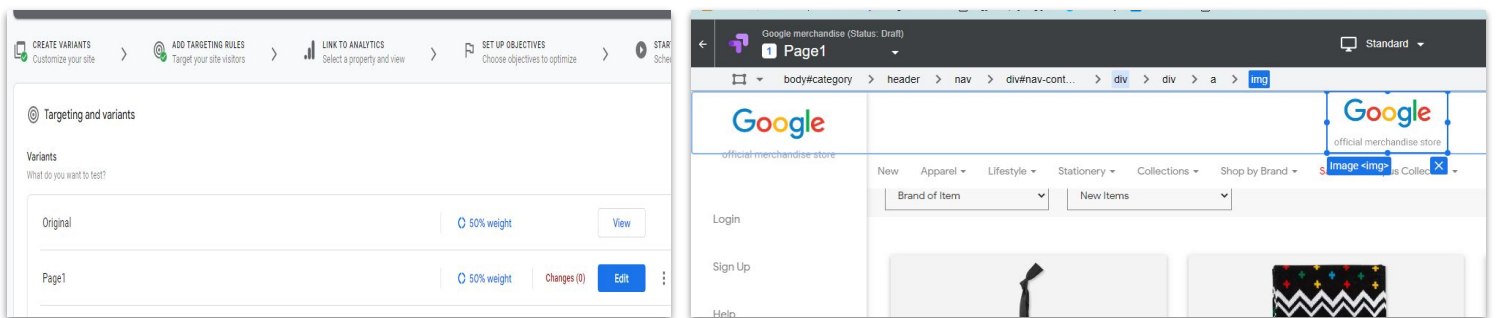 CREATE VARIANTS
Customize your site
ADD TARGETING RULES
Target your site visitors
LINK TO ANALYTICS
Select a property and view
SET UP OBJECTIVES
Choose objectives to optimize
Targeting and variants
Variants
What do you want to test?
Original
50% weight
View
Page1
50% weight
Changes (0)
Edit
Google merchandise (Status: Draft)
1 Page1
Standard
body#category > header > nav > div#nav-cont... > div > div > a > img
Google
official merchandise store
Google
official merchandise store
Image <img>
New Apparel Lifestyle Stationery Collections Shop by Brand
Brand of Item
New Items
Login
Sign Up
Help